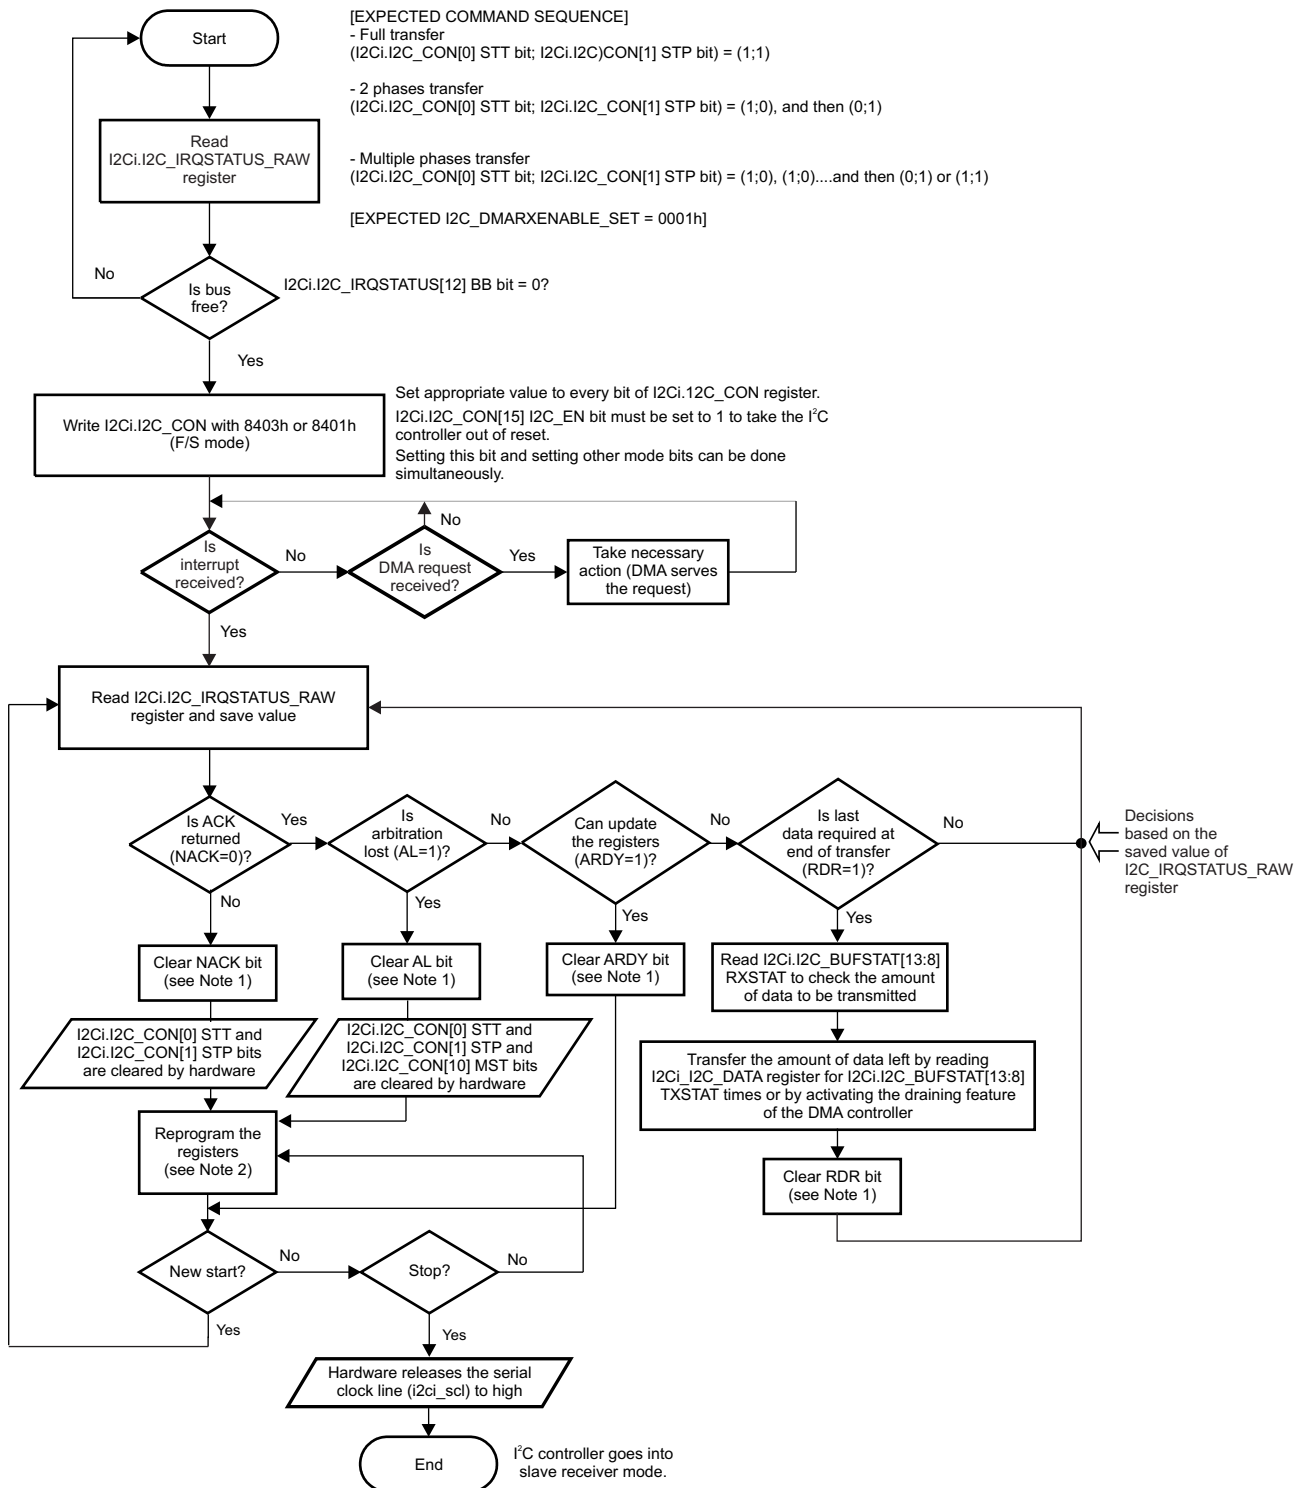 [EXPECTED COMMAND SEQUENCE]
- Full transfer
(I2Ci.I2C_CON[0] STT bit; I2Ci.I2C)CON[1] STP bit) = (1;1)
- 2 phases transfer
(I2Ci.I2C_CON[0] STT bit; I2Ci.I2C_CON[1] STP bit) = (1;0), and then (0;1)
- Multiple phases transfer
(I2Ci.I2C_CON[0] STT bit; I2Ci.I2C_CON[1] STP bit) = (1;0), (1;0)....and then (0;1) or (1;1)
[EXPECTED I2C_DMARXENABLE_SET = 0001h]
Start
Read
I2Ci.I2C_IRQSTATUS_RAW
register
No
Is bus
free?
I2Ci.I2C_IRQSTATUS[12] BB bit = 0?
Yes
Write I2Ci.I2C_CON with 8403h or 8401h
(F/S mode)
Set appropriate value to every bit of I2Ci.12C_CON register.
I2Ci.I2C_CON[15] I2C_EN bit must be set to 1 to take the I²C
controller out of reset.
Setting this bit and setting other mode bits can be done
simultaneously.
Is
interrupt
received?
No
Is
DMA request
received?
No
Yes
Take necessary
action (DMA serves
the request)
Yes
Read I2Ci.I2C_IRQSTATUS_RAW
register and save value
Is ACK
returned
(NACK=0)?
Yes
Is
arbitration
lost (AL=1)?
No
Can update
the registers
(ARDY=1)?
No
Is last
data required at
end of transfer
(RDR=1)?
No
Decisions
based on the
saved value of
I2C_IRQSTATUS_RAW
register
No
Yes
Yes
Yes
Clear NACK bit
(see Note 1)
Clear AL bit
(see Note 1)
Clear ARDY bit
(see Note 1)
Read I2Ci.I2C_BUFSTAT[13:8]
RXSTAT to check the amount
of data to be transmitted
I2Ci.I2C_CON[0] STT and
I2Ci.I2C_CON[1] STP bits
are cleared by hardware
I2Ci.I2C_CON[0] STT and
I2Ci.I2C_CON[1] STP and
I2Ci.I2C_CON[10] MST bits
are cleared by hardware
Transfer the amount of data left by reading
I2Ci_I2C_DATA register for I2Ci.I2C_BUFSTAT[13:8]
TXSTAT times or by activating the draining feature
of the DMA controller
Reprogram the
registers
(see Note 2)
Clear RDR bit
(see Note 1)
New start?
No
Stop?
No
Yes
Yes
Hardware releases the serial
clock line (i2ci_scl) to high
End
I²C controller goes into
slave receiver mode.